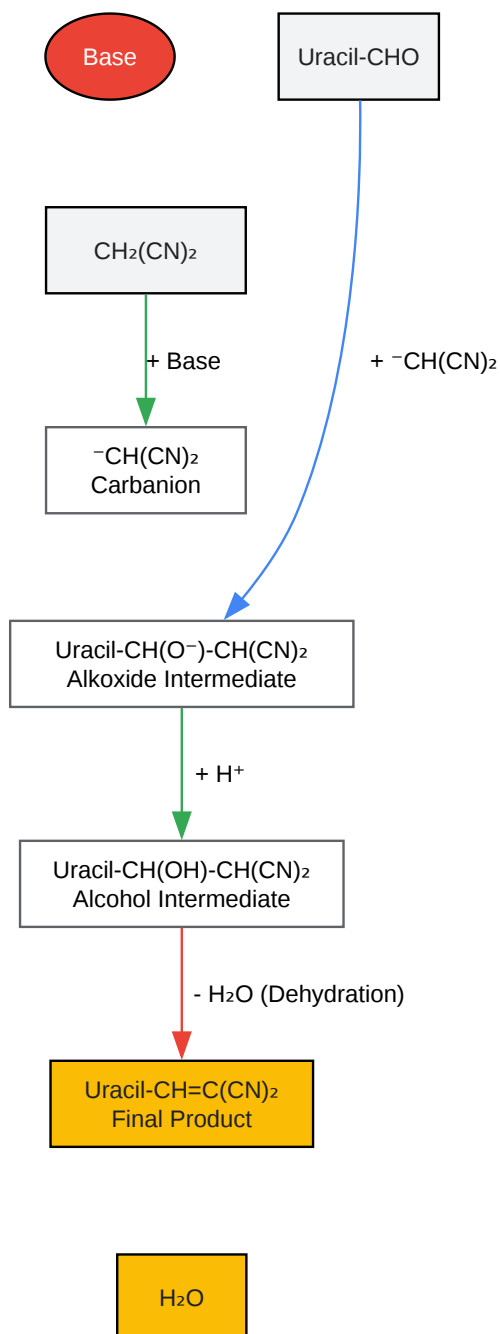 Base
Uracil-CHO
CH₂(CN)₂
+ Base
+ ⁻CH(CN)₂
⁻CH(CN)₂
Carbanion
Uracil-CH(O⁻)-CH(CN)₂
Alkoxide Intermediate
+ H⁺
Uracil-CH(OH)-CH(CN)₂
Alcohol Intermediate
- H₂O (Dehydration)
Uracil-CH=C(CN)₂
Final Product
H₂O